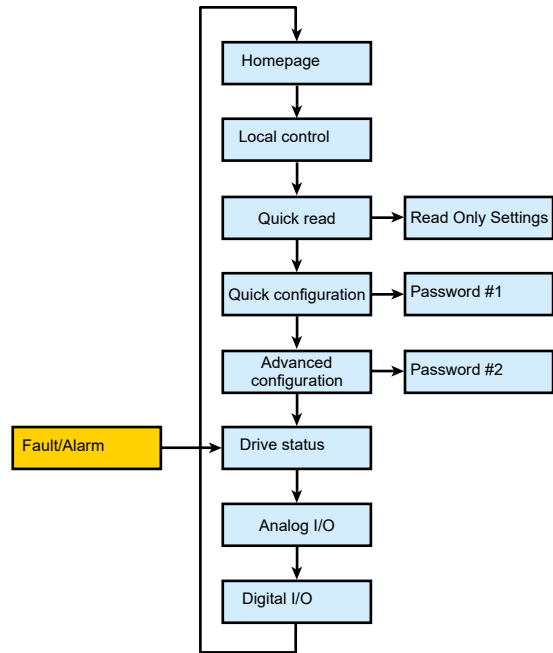 Homepage
Local control
Quick read
Read Only Settings
Quick configuration
Password #1
Advanced
configuration
Password #2
Fault/Alarm
Drive status
Analog I/O
Digital I/O